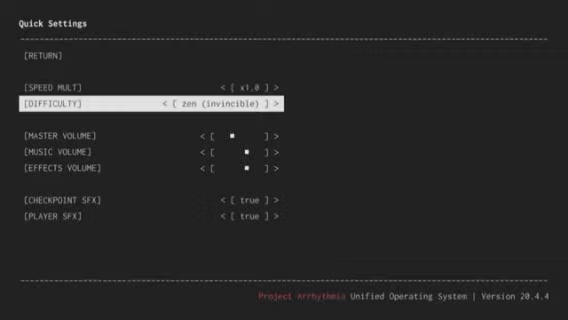 Quick Settings
[RETURN]
[SPEED MULT] < [ x1.0 ] >
[DIFFICULTY] < [ zen (invincible) ] >
[MASTER VOLUME] < [ ▪ ] >
[MUSIC VOLUME] < [ ▪ ] >
[EFFECTS VOLUME] < [ ▪ ] >
[CHECKPOINT SFX] < [ true ] >
[PLAYER SFX] < [ true ] >
Project Arrhythmia Unified Operating System | Version 20.4.4